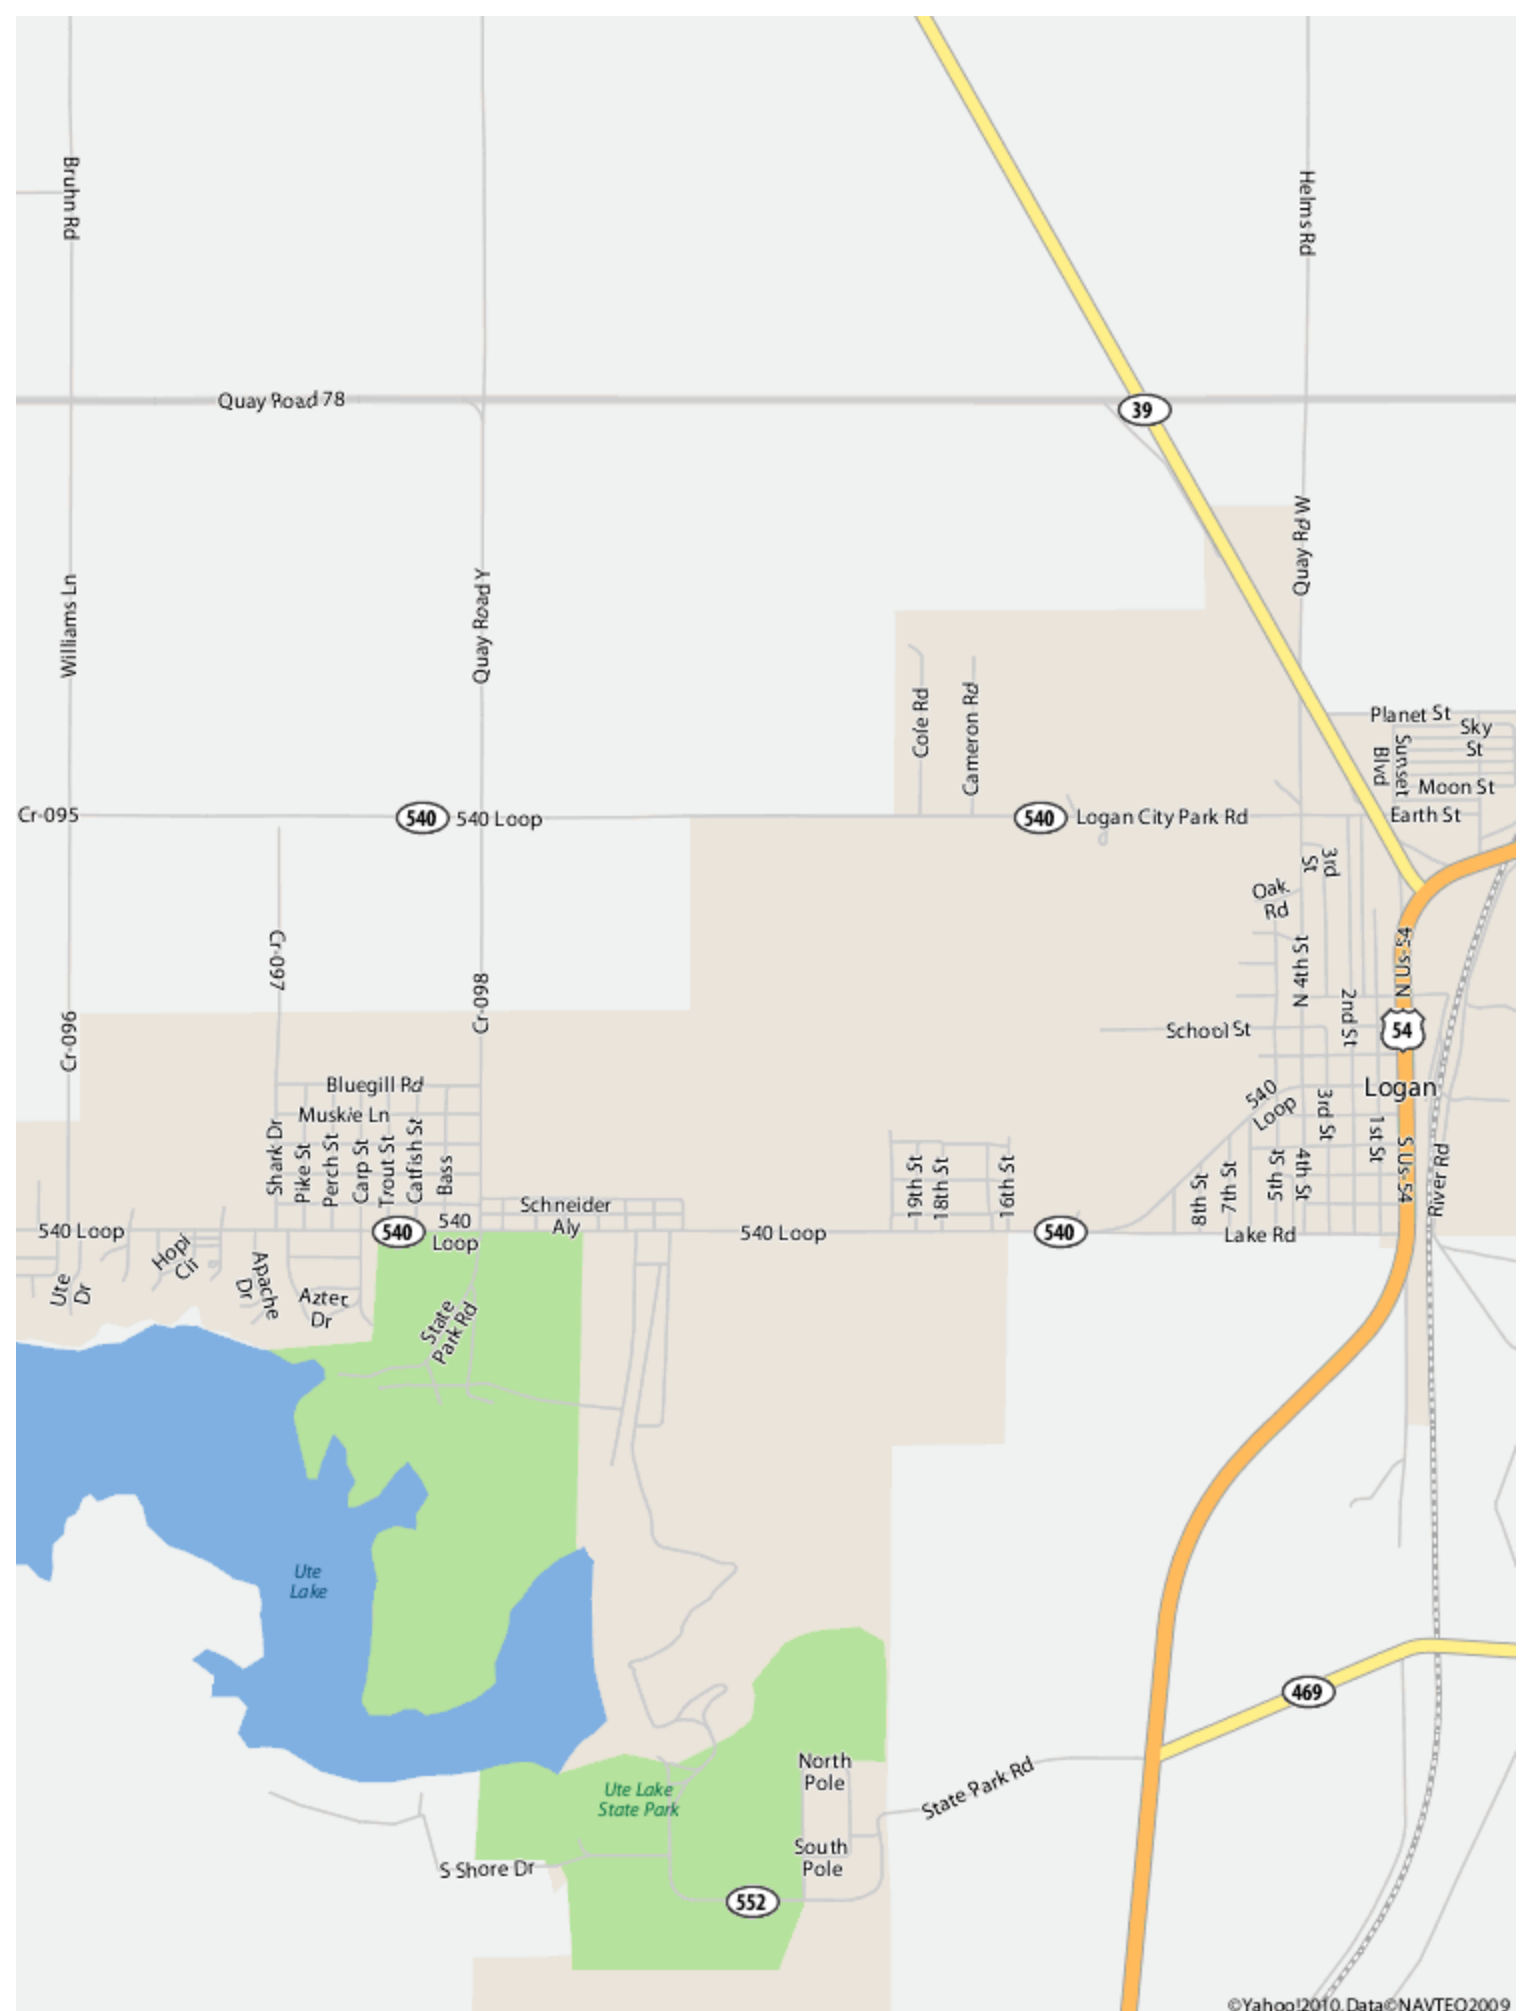 Bruhn Rd
Helms Rd
Quay Road 78
39
Quay Rd W
Williams Ln
Quay Road Y
Cole Rd
Cameron Rd
Planet St
Sky
St
Sunset
Blvd
Moon St
Cr-095
540
540 Loop
540
Logan City Park Rd
Earth St
3rd
St
Oak
Rd
Cr-097
N 4th St
N US-54
Cr-098
Cr-096
2nd St
School St
54
Bluegill Rd
540
Loop
Logan
Muskie Ln
Shark Dr
Pike St
Perch St
Carp St
Trout St
Catfish St
Bass
3rd St
1st St
19th St
18th St
16th St
8th St
7th St
5th St
4th St
S Us-54
River Rd
Schneider
Aly
540 Loop
540
540
Loop
540 Loop
540
Lake Rd
Hopi
Cir
Ute
Dr
Apache
Dr
Aztec
Dr
State
Park Rd
Ute
Lake
469
North
Pole
State Park Rd
Ute Lake
State Park
South
Pole
S Shore Dr
552
©Yahoo!2010,Data©NAVTEQ2009